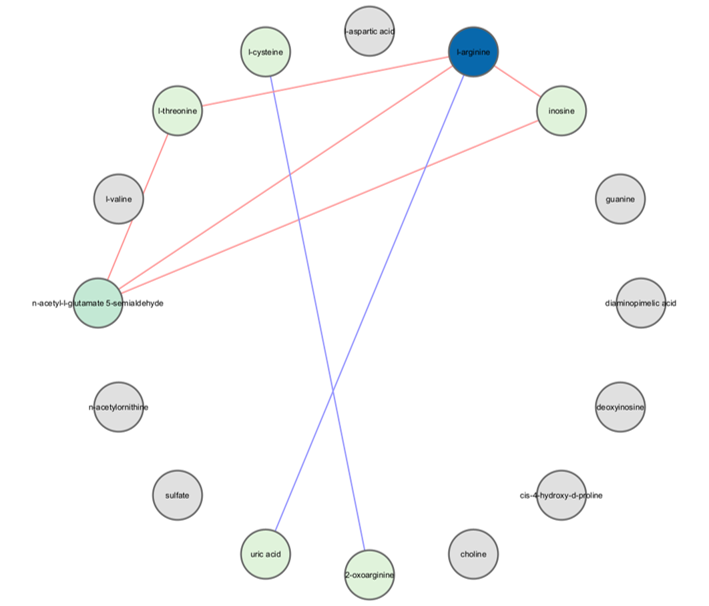 l-aspartic acid
l-cysteine
l-arginine
l-threonine
inosine
l-valine
guanine
n-acetyl-l-glutamate 5-semialdehyde
diaminopimelic acid
n-acetylornithine
deoxyinosine
sulfate
cis-4-hydroxy-d-proline
uric acid
choline
2-oxoarginine